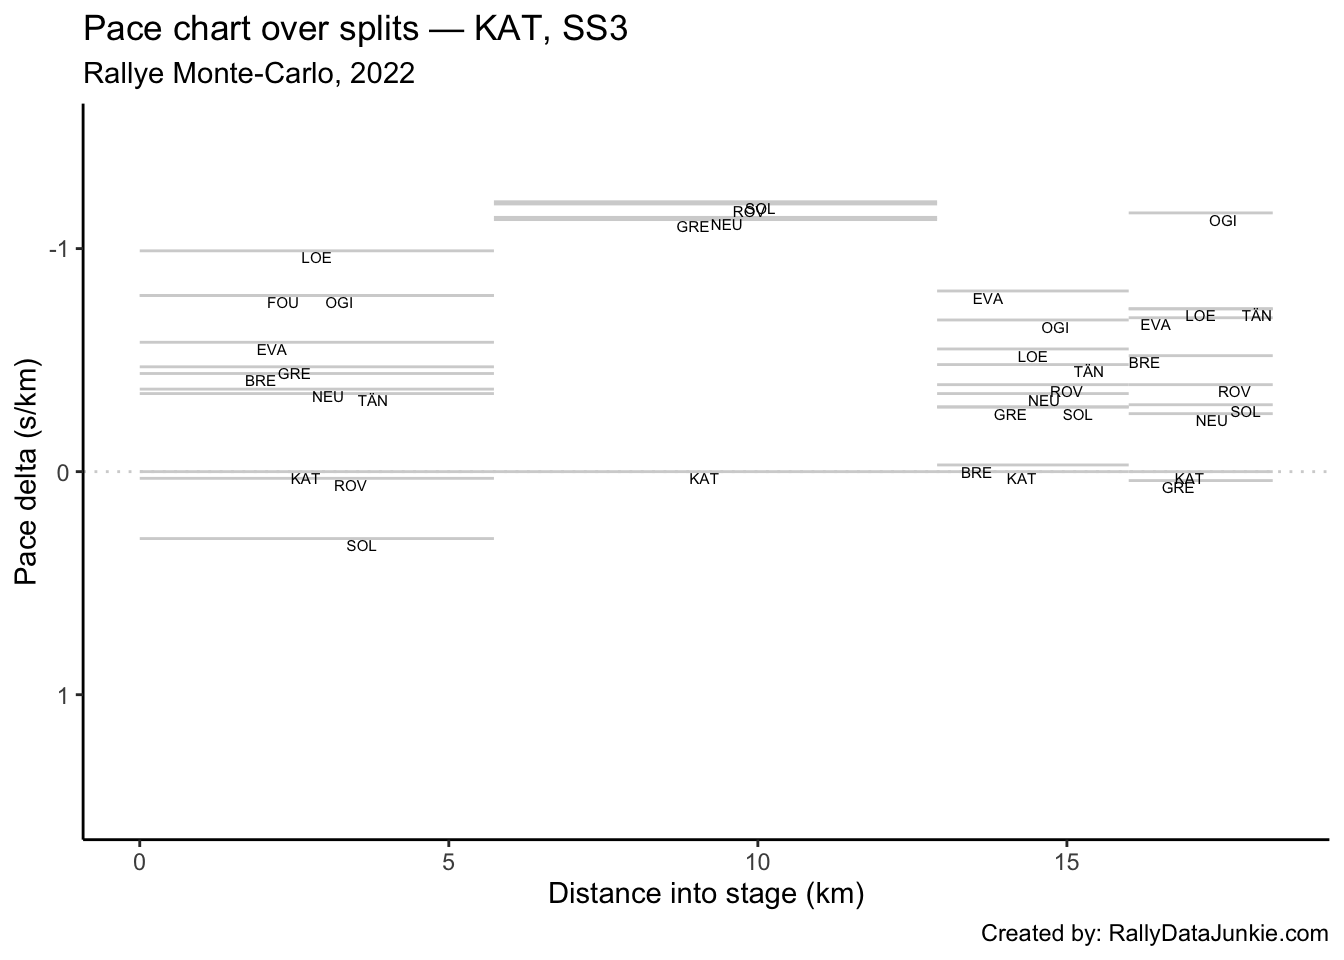 Pace chart over splits — KAT, SS3
Rallye Monte-Carlo, 2022
Pace delta (s/km)
-1
0
1
LOE
FOU OGI
EVA
BRE GRE
NEU TÄN
KAT ROV
SOL
ROV SOL
GRE NEU
KAT
EVA
OGI
LOE
TÄN
ROV
NEU
GRE SOL
BRE KAT
OGI
LOE TÄN
EVA
BRE
ROV
SOL
NEU
KAT
GRE
0 5 10 15
Distance into stage (km)
Created by: RallyDataJunkie.com